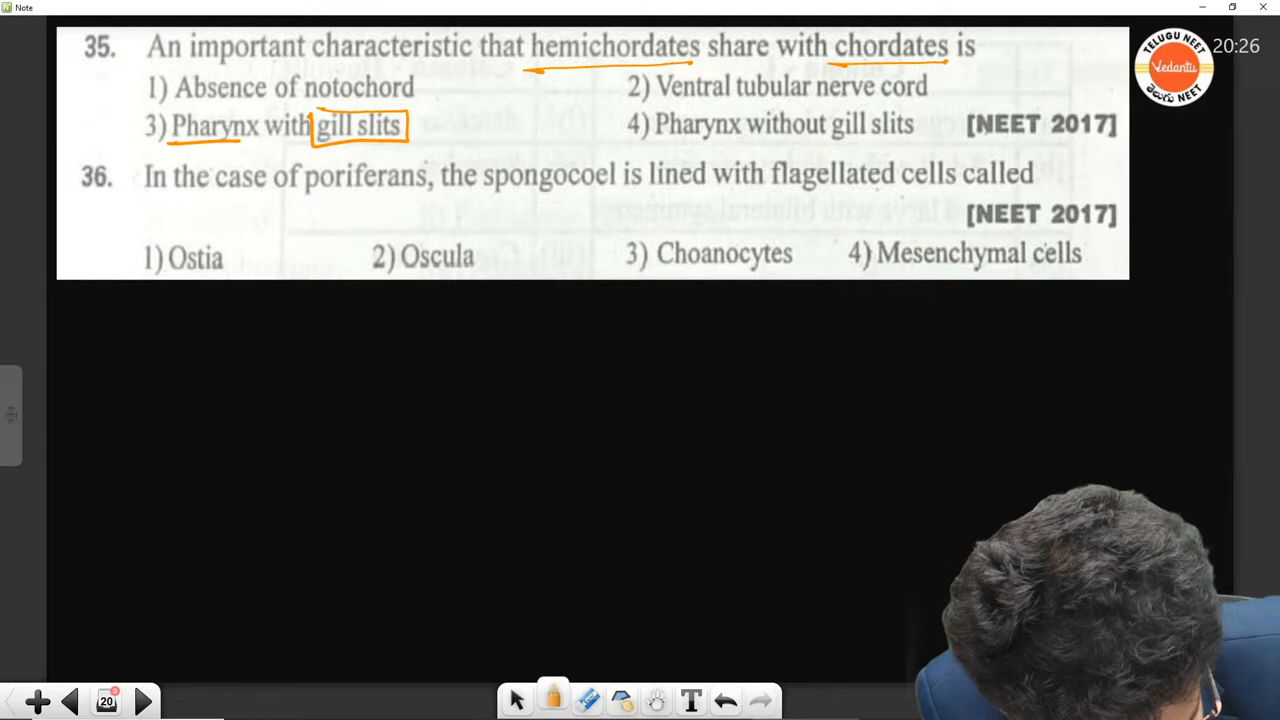 Note
35. An important characteristic that hemichordates share with chordates is
1) Absence of notochord 2) Ventral tubular nerve cord
3) Pharynx with gill slits 4) Pharynx without gill slits [NEET 2017]
36. In the case of poriferans, the spongocoel is lined with flagellated cells called
[NEET 2017]
1) Ostia 2) Oscula 3) Choanocytes 4) Mesenchymal cells
TELUGU NEET
Vedantu
తెలుగు NEET
20:26
20
0
T